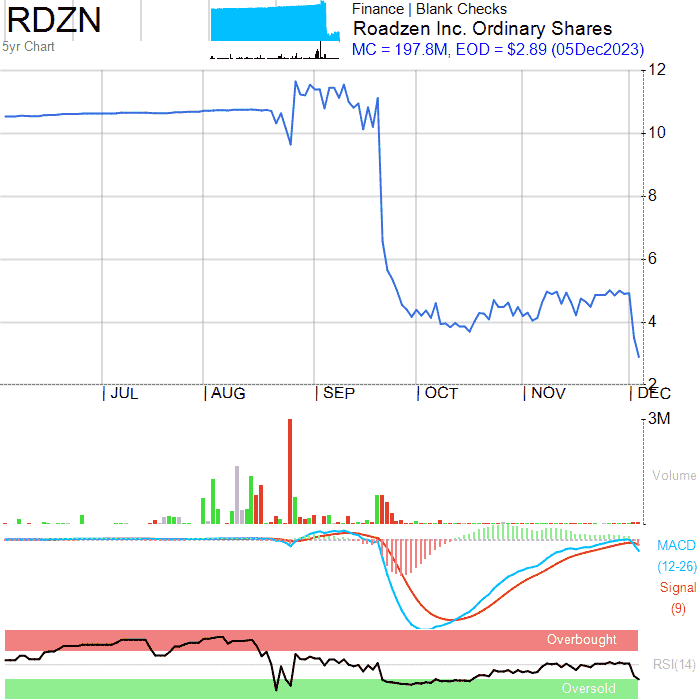 RDZN
Finance | Blank Checks
Roadzen Inc. Ordinary Shares
5yr Chart
MC = 197.8M, EOD = $2.89 (05Dec2023)
12
10
8
6
4
2
| JUL | AUG | SEP | OCT | NOV | DEC
3M
Volume
MACD
(12-26)
Signal
(9)
Overbought
RSI(14)
Oversold